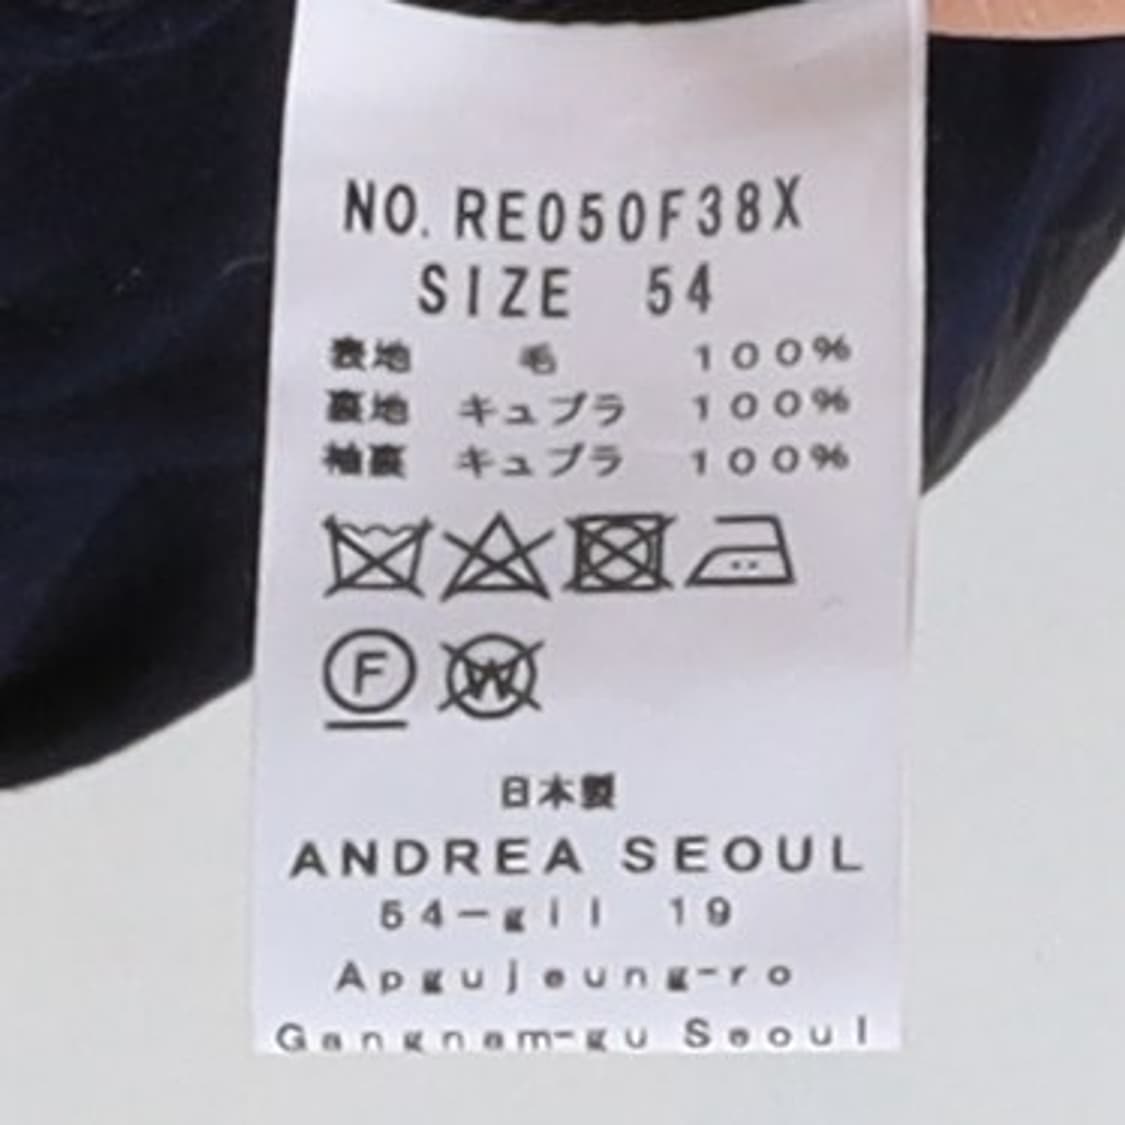 NO. RE050F38X
SIZE 54
表地 毛 100%
裏地 キュプラ 100%
袖裏 キュプラ 100%
F W
日本製
ANDREA SEOUL
54-gil 19
Apgujeung-ro
Gangnam-gu Seoul